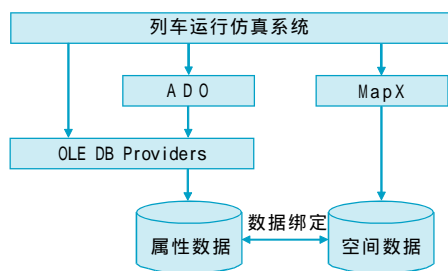 列车运行仿真系统
ADO
MapX
OLE DB Providers
数据绑定
属性数据
空间数据